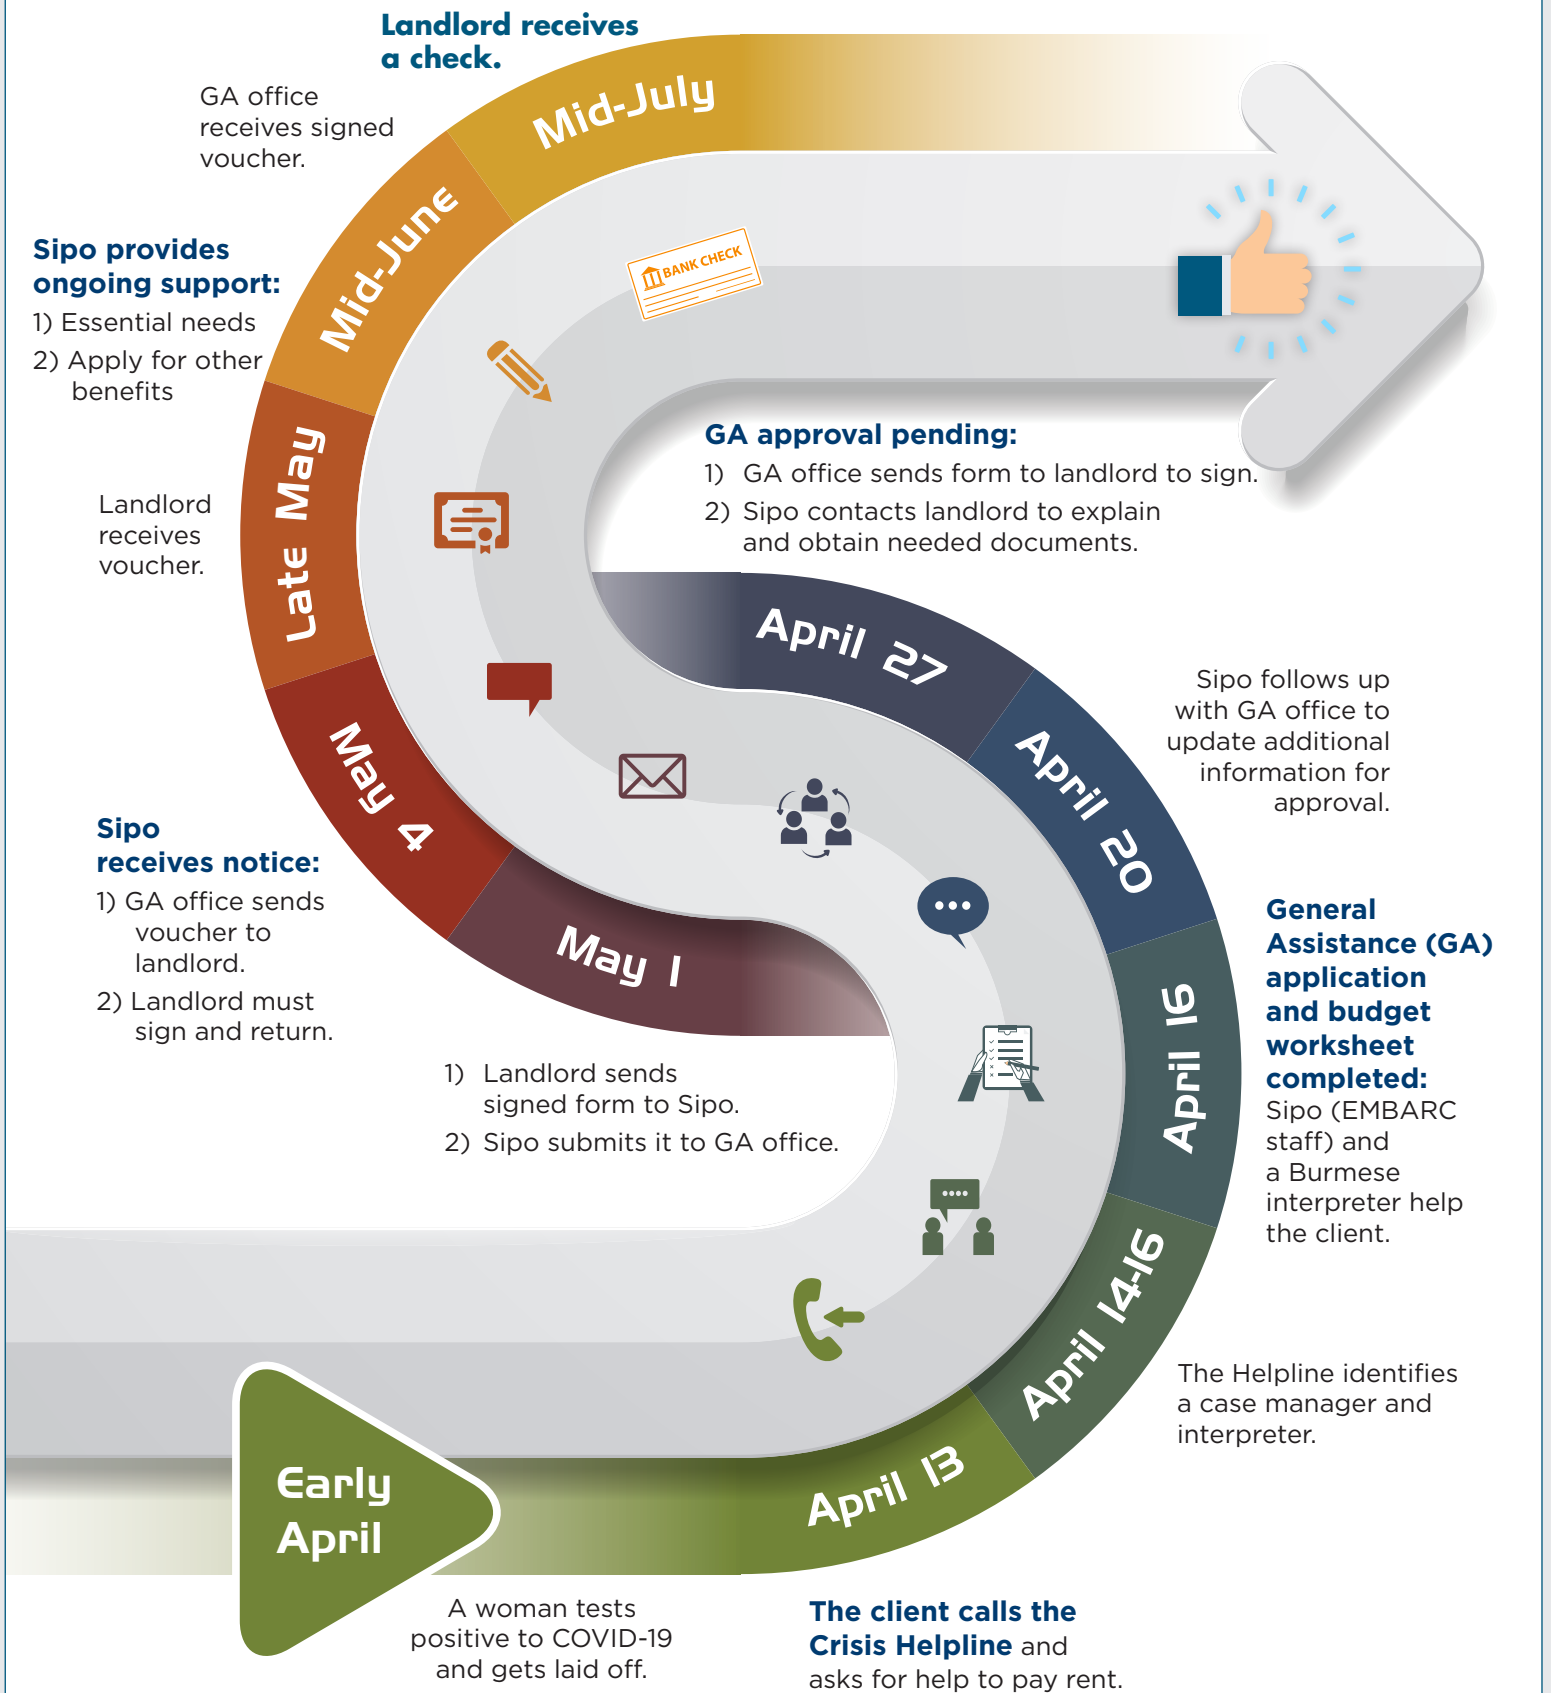 Landlord receives
a check.
Mid-July
GA office
receives signed
voucher.
Mid-June
BANK CHECK
Sipo provides
ongoing support:
1) Essential needs
2) Apply for other
benefits
Late May
Landlord
receives
voucher.
GA approval pending:
1) GA office sends form to landlord to sign.
2) Sipo contacts landlord to explain
and obtain needed documents.
April 27
Sipo follows up
with GA office to
update additional
information for
approval.
April 20
May 4
Sipo
receives notice:
1) GA office sends
voucher to
landlord.
2) Landlord must
sign and return.
May 1
1) Landlord sends
signed form to Sipo.
2) Sipo submits it to GA office.
April 16
General
Assistance (GA)
application
and budget
worksheet
completed:
Sipo (EMBARC
staff) and
a Burmese
interpreter help
the client.
April 14-16
The Helpline identifies
a case manager and
interpreter.
Early
April
April 13
A woman tests
positive to COVID-19
and gets laid off.
The client calls the
Crisis Helpline and
asks for help to pay rent.